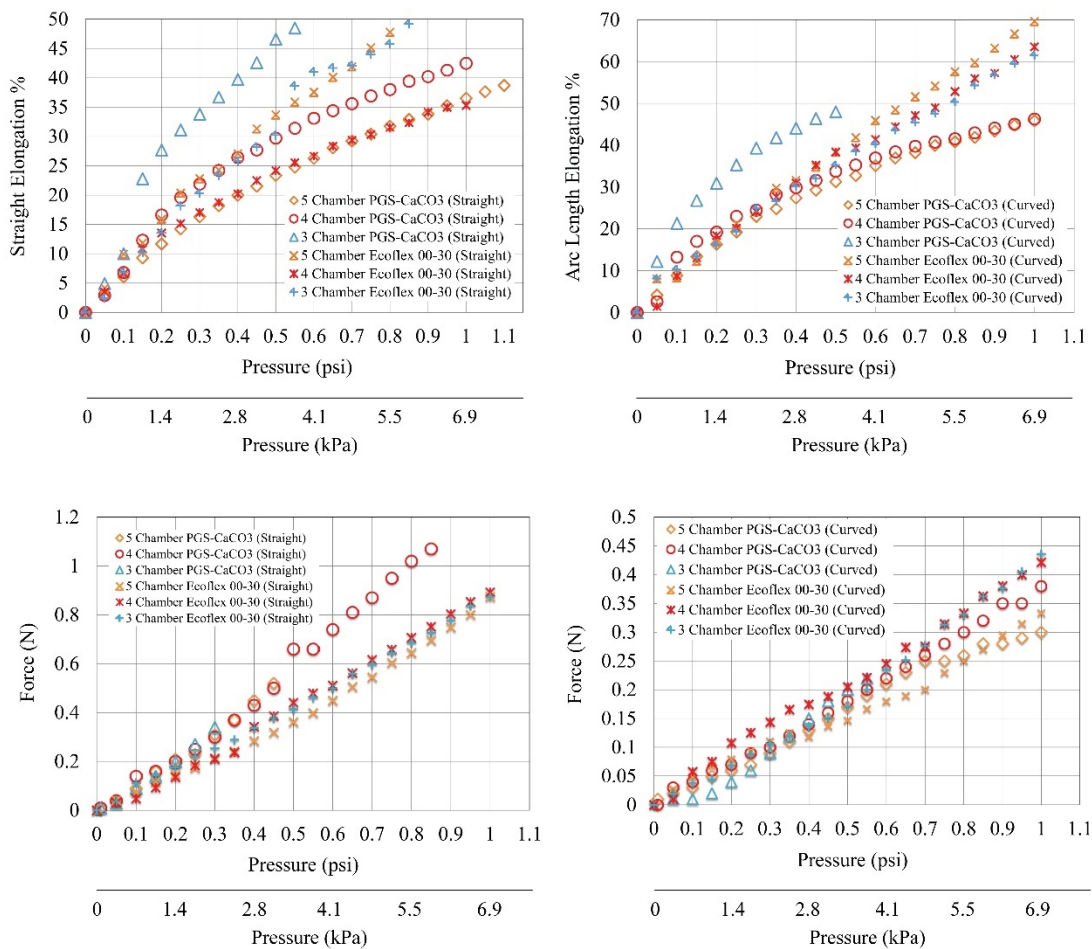 50
45
40
35
30
25
20
15
10
5
0
Straight Elongation %
5 Chamber PGS-CaCO3 (Straight)
4 Chamber PGS-CaCO3 (Straight)
3 Chamber PGS-CaCO3 (Straight)
5 Chamber Ecoflex 00-30 (Straight)
4 Chamber Ecoflex 00-30 (Straight)
3 Chamber Ecoflex 00-30 (Straight)
0 0.1 0.2 0.3 0.4 0.5 0.6 0.7 0.8 0.9 1 1.1
Pressure (psi)
0 1.4 2.8 4.1 5.5 6.9
Pressure (kPa)
70
60
50
40
30
20
10
0
Arc Length Elongation %
5 Chamber PGS-CaCO3 (Curved)
4 Chamber PGS-CaCO3 (Curved)
3 Chamber PGS-CaCO3 (Curved)
5 Chamber Ecoflex 00-30 (Curved)
4 Chamber Ecoflex 00-30 (Curved)
3 Chamber Ecoflex 00-30 (Curved)
0 0.1 0.2 0.3 0.4 0.5 0.6 0.7 0.8 0.9 1 1.1
Pressure (psi)
0 1.4 2.8 4.1 5.5 6.9
Pressure (kPa)
1.2
1
0.8
0.6
0.4
0.2
0
Force (N)
5 Chamber PGS-CaCO3 (Straight)
4 Chamber PGS-CaCO3 (Straight)
3 Chamber PGS-CaCO3 (Straight)
5 Chamber Ecoflex 00-30 (Straight)
4 Chamber Ecoflex 00-30 (Straight)
3 Chamber Ecoflex 00-30 (Straight)
0 0.1 0.2 0.3 0.4 0.5 0.6 0.7 0.8 0.9 1 1.1
Pressure (psi)
0 1.4 2.8 4.1 5.5 6.9
Pressure (kPa)
0.5
0.45
0.4
0.35
0.3
0.25
0.2
0.15
0.1
0.05
0
Force (N)
5 Chamber PGS-CaCO3 (Curved)
4 Chamber PGS-CaCO3 (Curved)
3 Chamber PGS-CaCO3 (Curved)
5 Chamber Ecoflex 00-30 (Curved)
4 Chamber Ecoflex 00-30 (Curved)
3 Chamber Ecoflex 00-30 (Curved)
0 0.1 0.2 0.3 0.4 0.5 0.6 0.7 0.8 0.9 1 1.1
Pressure (psi)
0 1.4 2.8 4.1 5.5 6.9
Pressure (kPa)